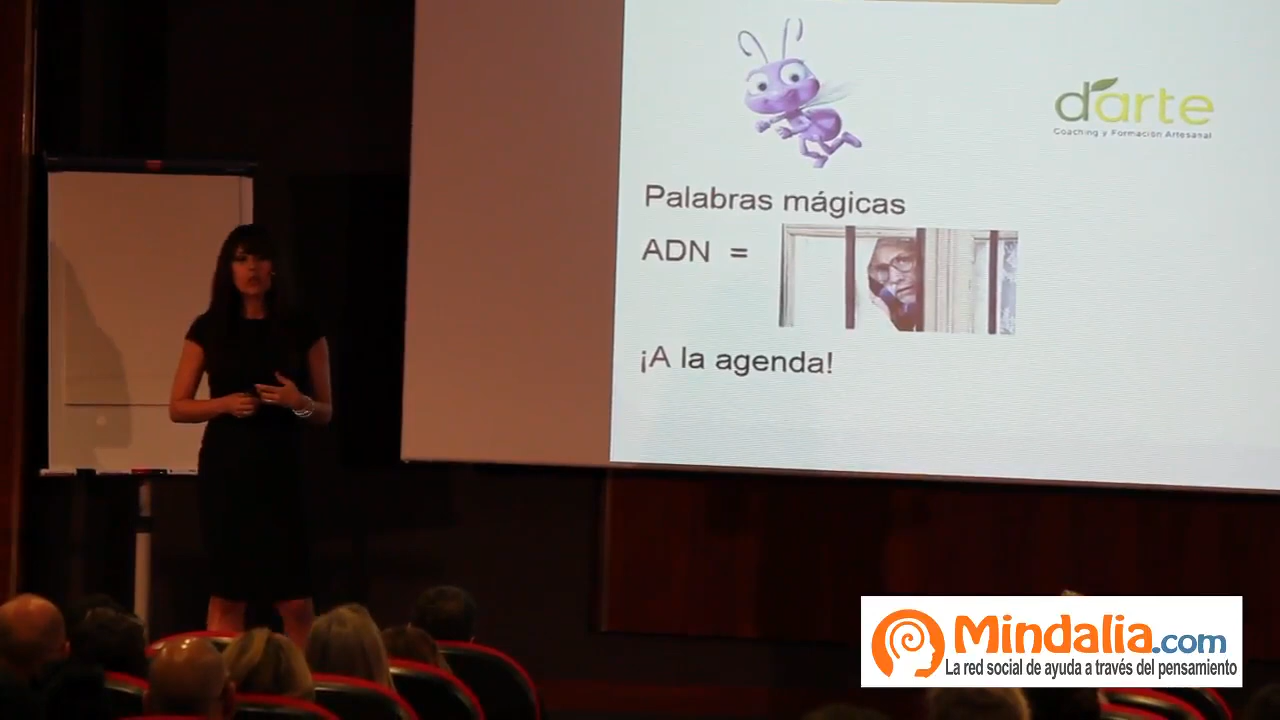 d'arte
Coaching y Formación Artesanal
Palabras mágicas
ADN =
¡A la agenda!
Mindalia.com
La red social de ayuda a través del pensamiento